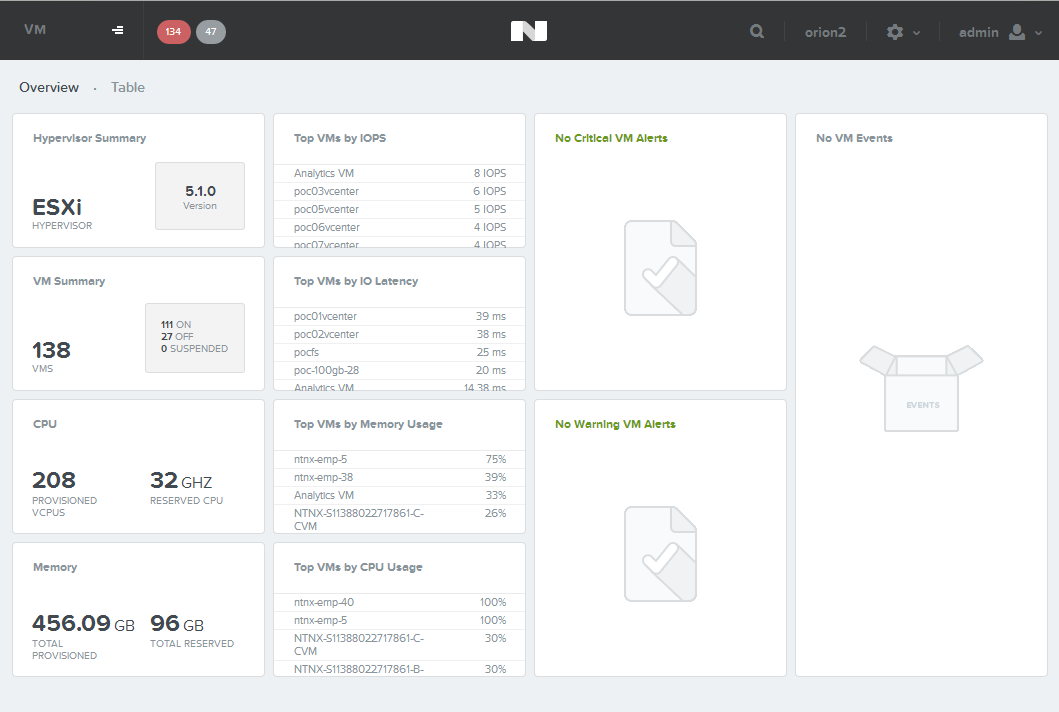 VM 134 47 orion2 admin
Overview · Table
Hypervisor Summary
ESXi
HYPERVISOR
5.1.0
Version
VM Summary
138
VMS
111 ON
27 OFF
0 SUSPENDED
CPU
208
PROVISIONED
VCPUS
32 GHZ
RESERVED CPU
Memory
456.09 GB
TOTAL
PROVISIONED
96 GB
TOTAL RESERVED
Top VMs by IOPS
Analytics VM 8 IOPS
poc03vcenter 6 IOPS
poc05vcenter 5 IOPS
poc06vcenter 4 IOPS
poc07vcenter 4 IOPS
Top VMs by IO Latency
poc01vcenter 39 ms
poc02vcenter 38 ms
pocfs 25 ms
poc-100gb-28 20 ms
Analytics VM 14.38 ms
Top VMs by Memory Usage
ntnx-emp-5 75%
ntnx-emp-38 39%
Analytics VM 33%
NTNX-S11388022717861-C- 26%
CVM
Top VMs by CPU Usage
ntnx-emp-40 100%
ntnx-emp-5 100%
NTNX-S11388022717861-C- 30%
CVM
NTNX-S11388022717861-B- 30%
No Critical VM Alerts
No Warning VM Alerts
No VM Events
EVENTS